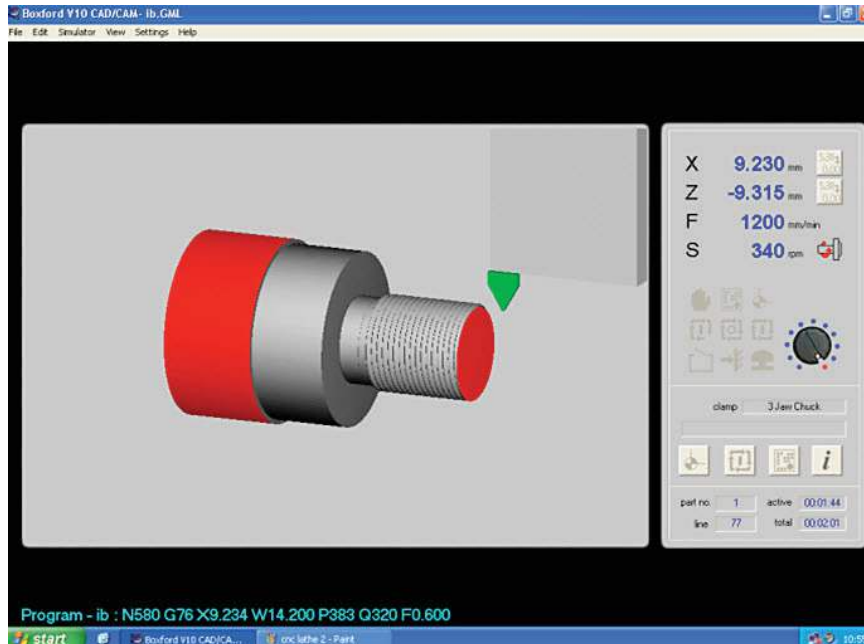 Boxford V10 CAD/CAM- ib.GML
File Edit Simulator View Settings Help
X 9.230 mm
Z -9.315 mm
F 1200 mm/min
S 340 rpm
clamp 3 Jaw Chuck
part no. 1 active 00:01:44
line 77 total 00:02:01
Program - ib : N580 G76 X9.234 W14.200 P383 Q320 F0.600
start Boxford V10 CAD/CA... cnc lathe 2 - Paint